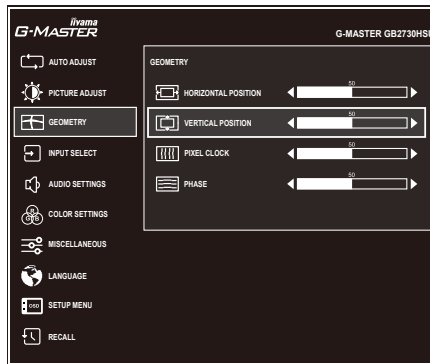 iiyama
G-MASTER
G-MASTER GB2730HSU
AUTO ADJUST
PICTURE ADJUST
GEOMETRY
INPUT SELECT
AUDIO SETTINGS
COLOR SETTINGS
MISCELLANEOUS
LANGUAGE
OSD
SETUP MENU
RECALL
GEOMETRY
HORIZONTAL POSITION
50
VERTICAL POSITION
50
PIXEL CLOCK
50
PHASE
50
R
G B